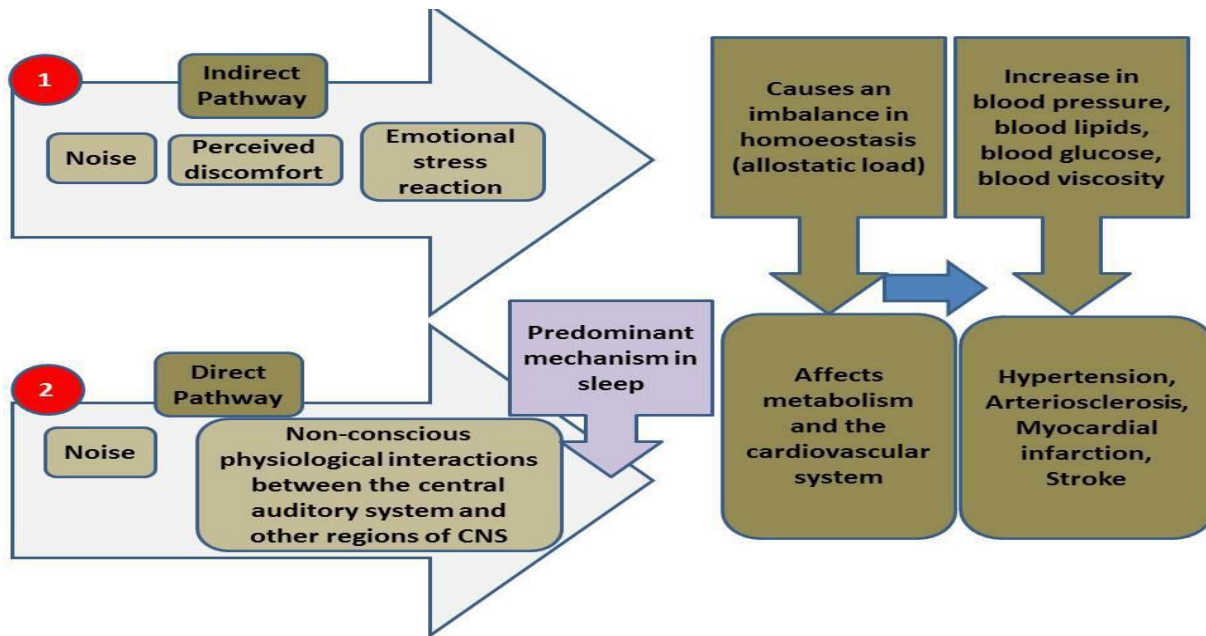 1
Indirect
Pathway
Noise
Perceived
discomfort
Emotional
stress
reaction
2
Direct
Pathway
Noise
Non-conscious
physiological interactions
between the central
auditory system and
other regions of CNS
Predominant
mechanism in
sleep
Causes an
imbalance in
homoeostasis
(allostatic load)
Increase in
blood pressure,
blood lipids,
blood glucose,
blood viscosity
Affects
metabolism
and the
cardiovascular
system
Hypertension,
Arteriosclerosis,
Myocardial
infarction,
Stroke